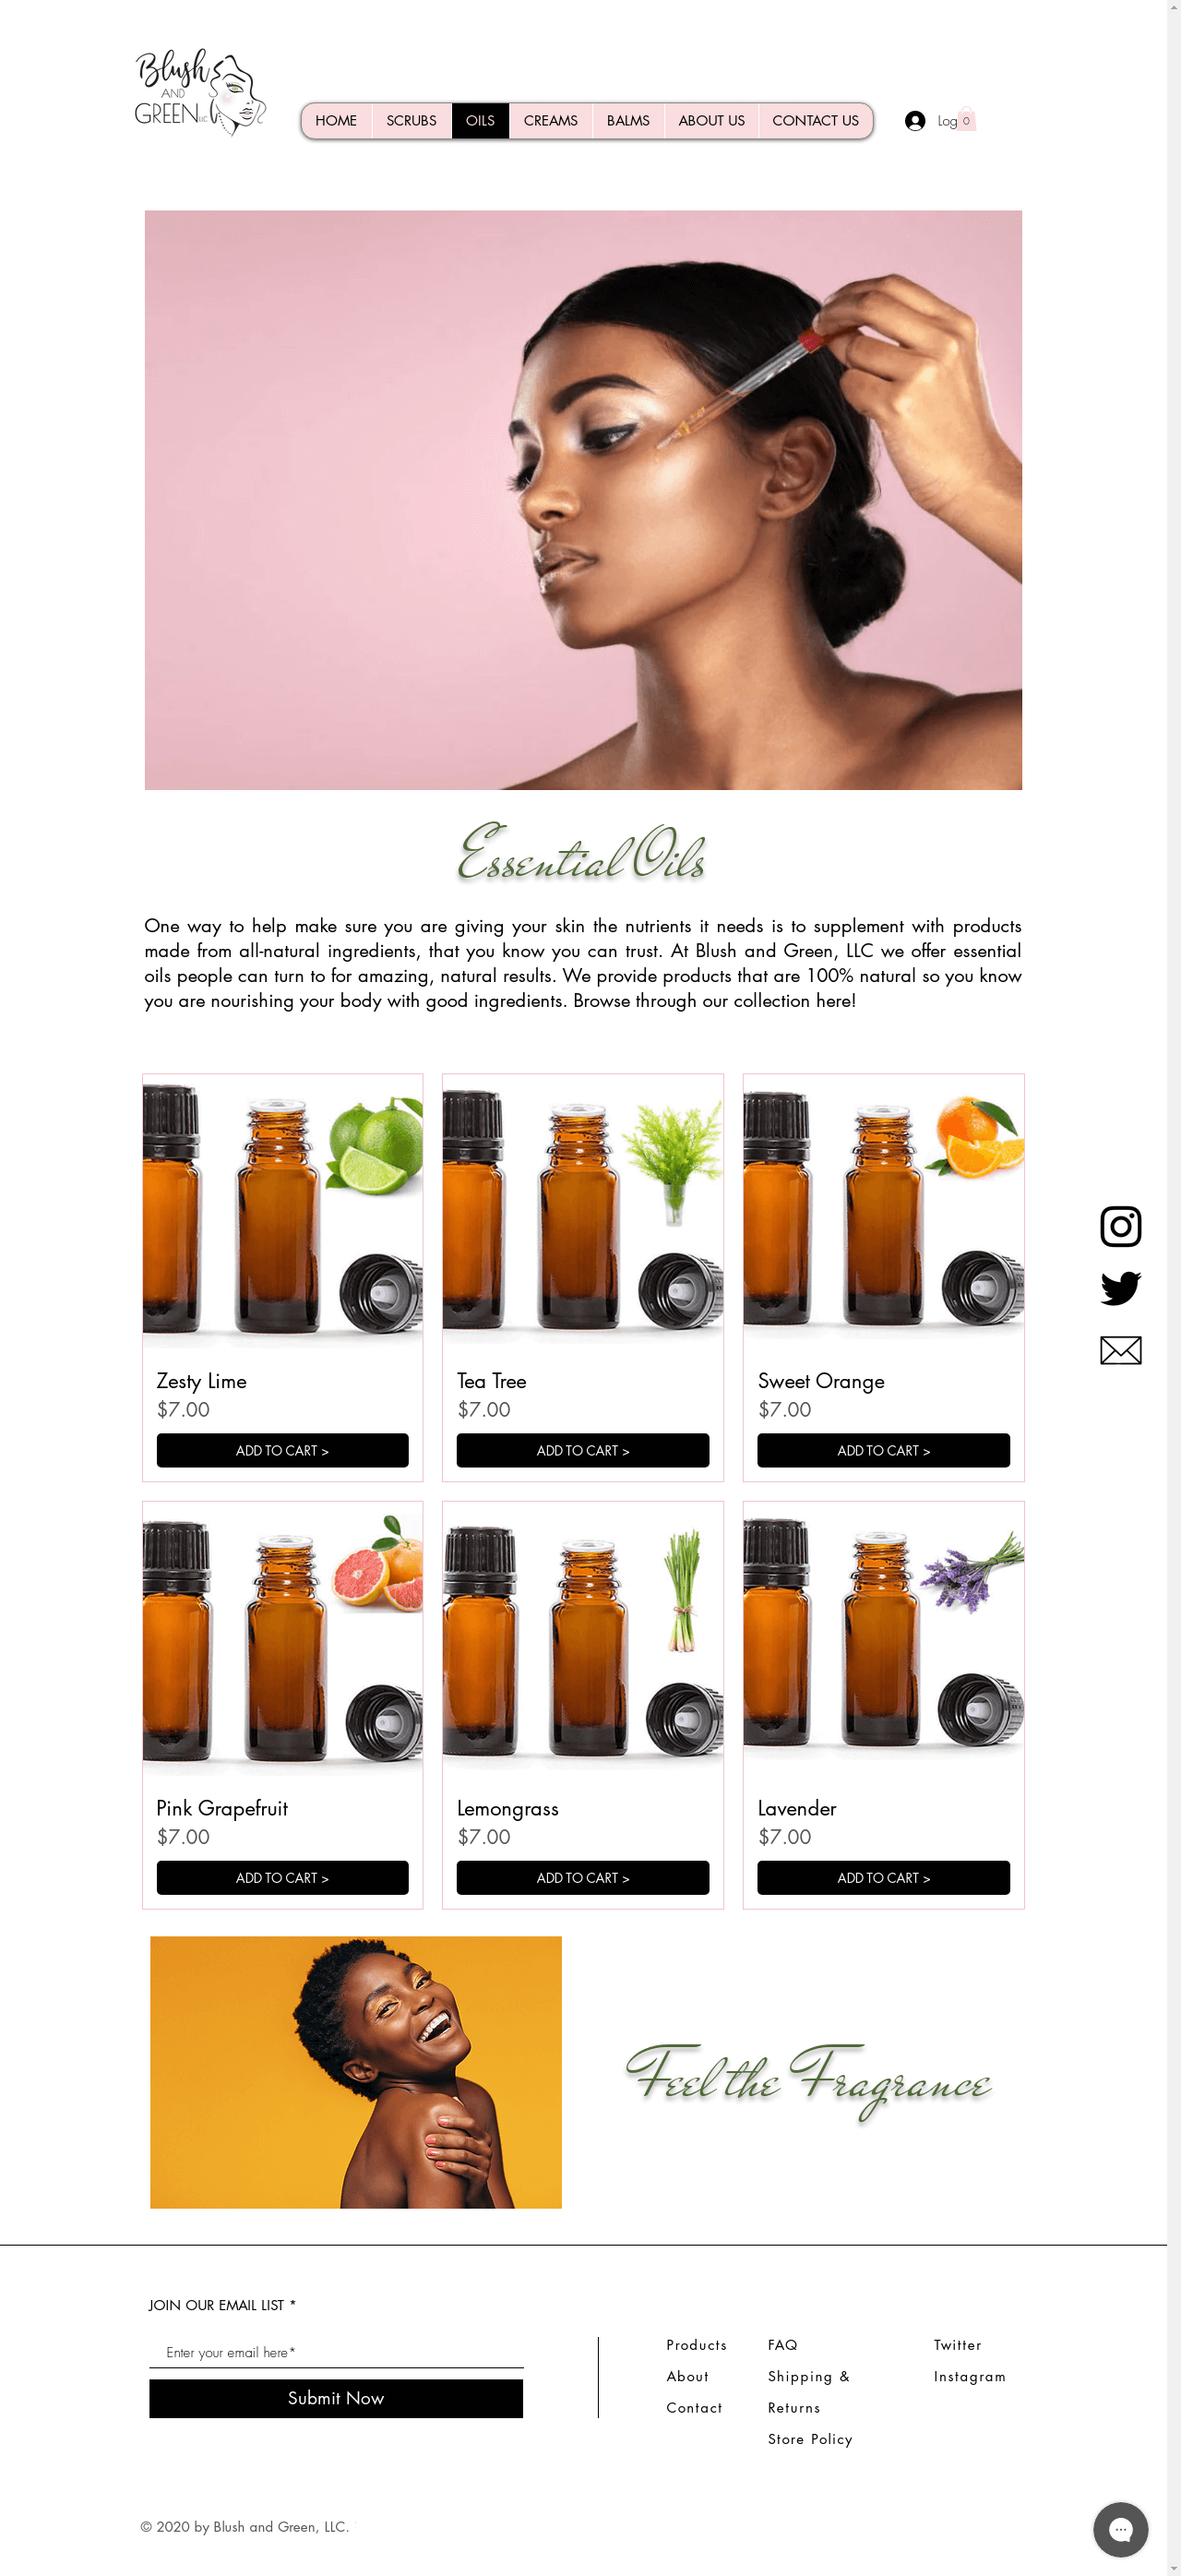 Blush
AND
GREEN LLC
HOME SCRUBS OILS CREAMS BALMS ABOUT US CONTACT US
Log 0
Essential Oils
One way to help make sure you are giving your skin the nutrients it needs is to supplement with products
made from all-natural ingredients, that you know you can trust. At Blush and Green, LLC we offer essential
oils people can turn to for amazing, natural results. We provide products that are 100% natural so you know
you are nourishing your body with good ingredients. Browse through our collection here!
Zesty Lime Tea Tree Sweet Orange
$7.00 $7.00 $7.00
ADD TO CART > ADD TO CART > ADD TO CART >
Pink Grapefruit Lemongrass Lavender
$7.00 $7.00 $7.00
ADD TO CART > ADD TO CART > ADD TO CART >
Feel the Fragrance
JOIN OUR EMAIL LIST *
Enter your email here*
Submit Now
Products FAQ Twitter
About Shipping & Instagram
Contact Returns
Store Policy
© 2020 by Blush and Green, LLC.